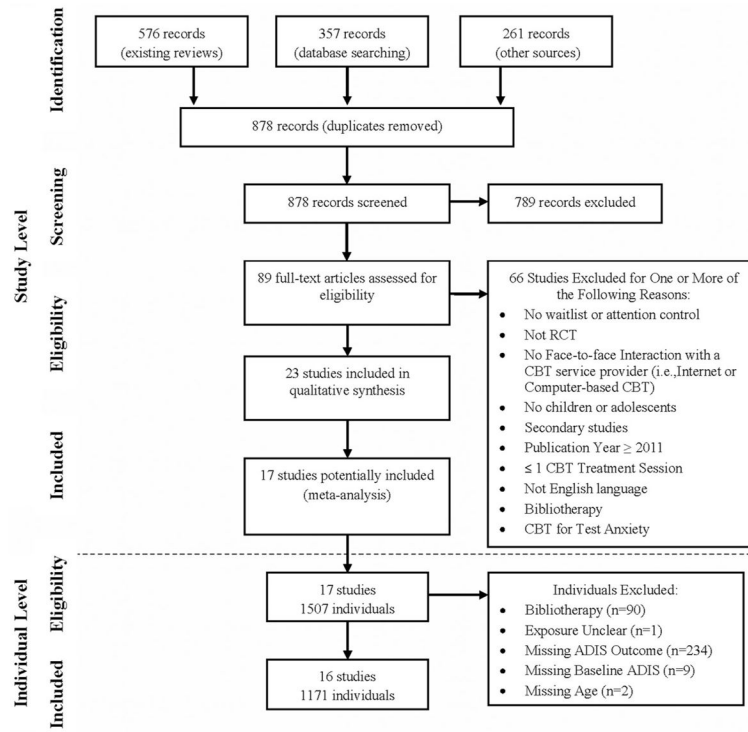 Identification
576 records
(existing reviews)
357 records
(database searching)
261 records
(other sources)
878 records (duplicates removed)
Study Level
Screening
878 records screened
789 records excluded
Eligibility
89 full-text articles assessed for
eligibility
66 Studies Excluded for One or More of
the Following Reasons:
• No waitlist or attention control
• Not RCT
• No Face-to-face Interaction with a
CBT service provider (i.e.,Internet or
Computer-based CBT)
• No children or adolescents
• Secondary studies
• Publication Year ≥ 2011
• ≤ 1 CBT Treatment Session
• Not English language
• Bibliotherapy
• CBT for Test Anxiety
23 studies included in
qualitative synthesis
Included
17 studies potentially included
(meta-analysis)
Individual Level
Eligibility
17 studies
1507 individuals
Individuals Excluded:
• Bibliotherapy (n=90)
• Exposure Unclear (n=1)
• Missing ADIS Outcome (n=234)
• Missing Baseline ADIS (n=9)
• Missing Age (n=2)
Included
16 studies
1171 individuals